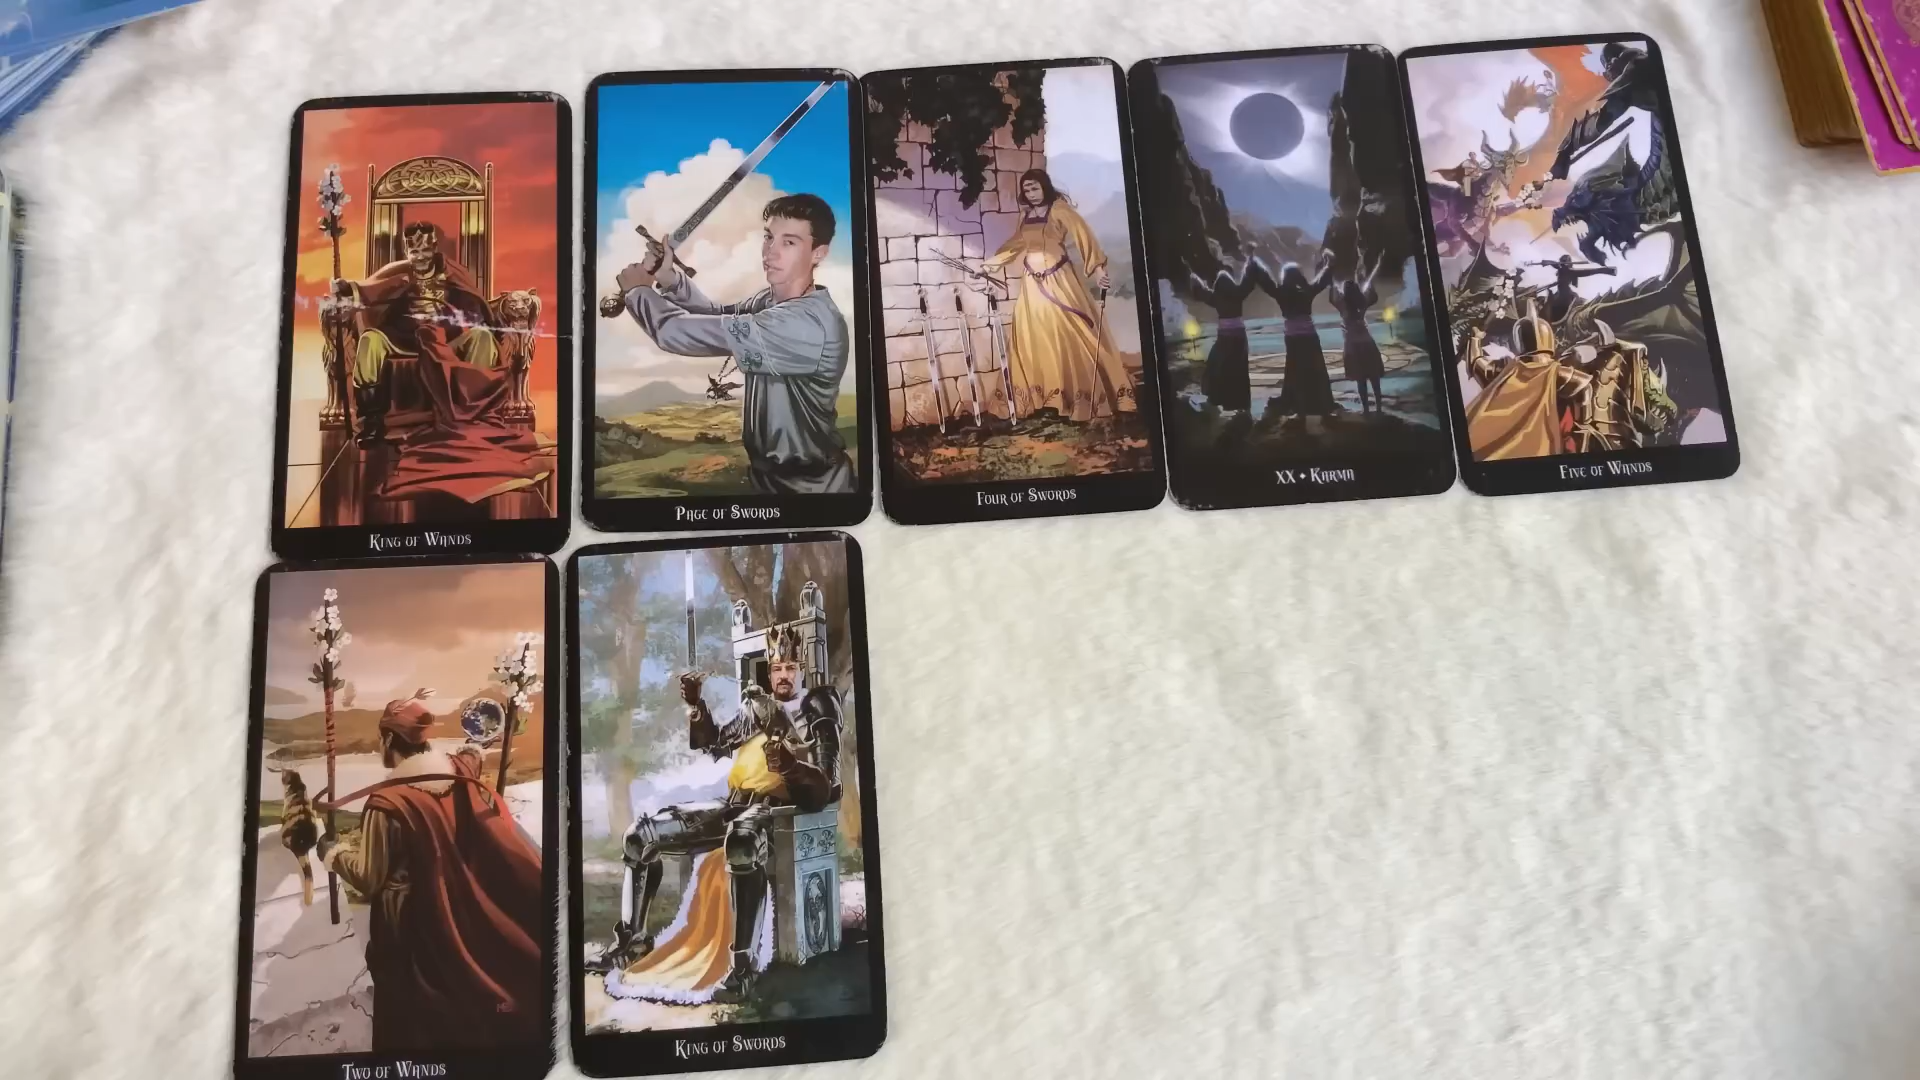 King of Wands
Page of Swords
Four of Swords
XX • Karma
Five of Wands
Two of Wands
King of Swords